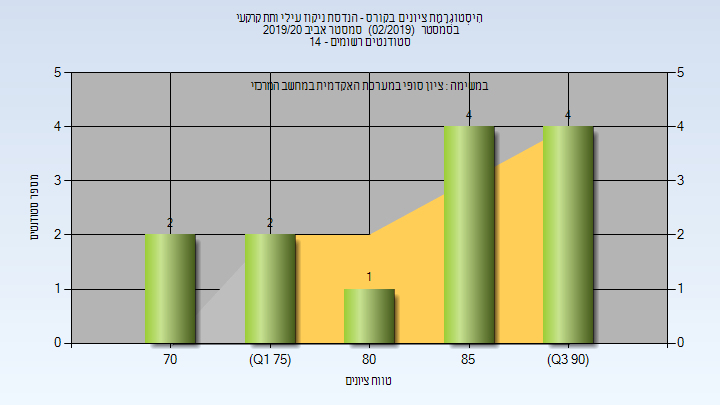 הִיסְטוֹגְרָמַת ציונים בקורס - הנדסת ניקוז עילי ותת קרקעי
בסמסטר (02/2019) סמסטר אביב 2019/20
סטודנטים רשומים - 14
במשימה : ציון סופי במערכת האקדמית במחשב המרכזי
5 5
4 4
3 3
2 2
1 1
0 0
2 2 1 4 4
מספר סטודנטים
70 (Q1 75) 80 85 (Q3 90)
טווח ציונים